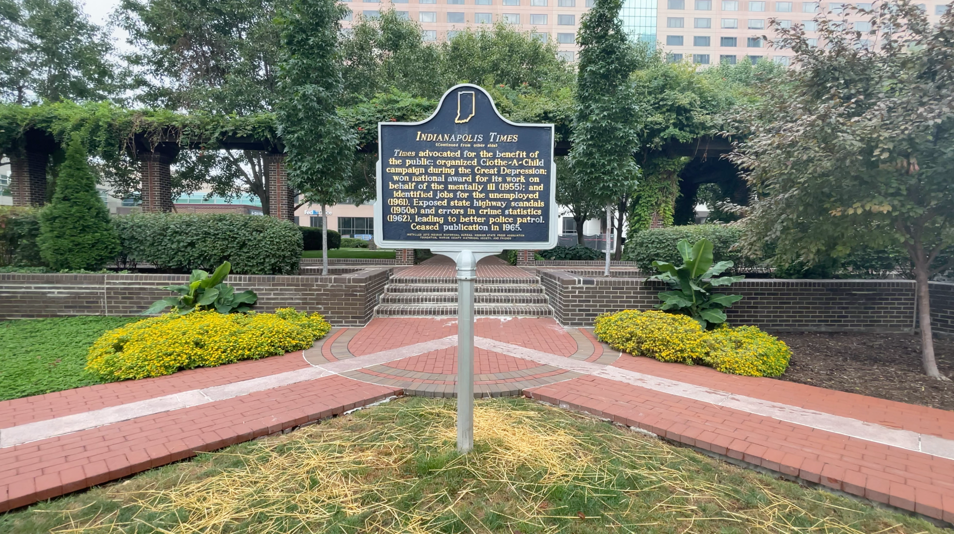 INDIANAPOLIS TIMES
(Continued from other side)
Times advocated for the benefit of
the public: organized Clothe-A-Child
campaign during the Great Depression;
won national award for its work on
behalf of the mentally ill (1955); and
identified jobs for the unemployed
(1961). Exposed state highway scandals
(1950s) and errors in crime statistics
(1962), leading to better police patrol.
Ceased publication in 1965.